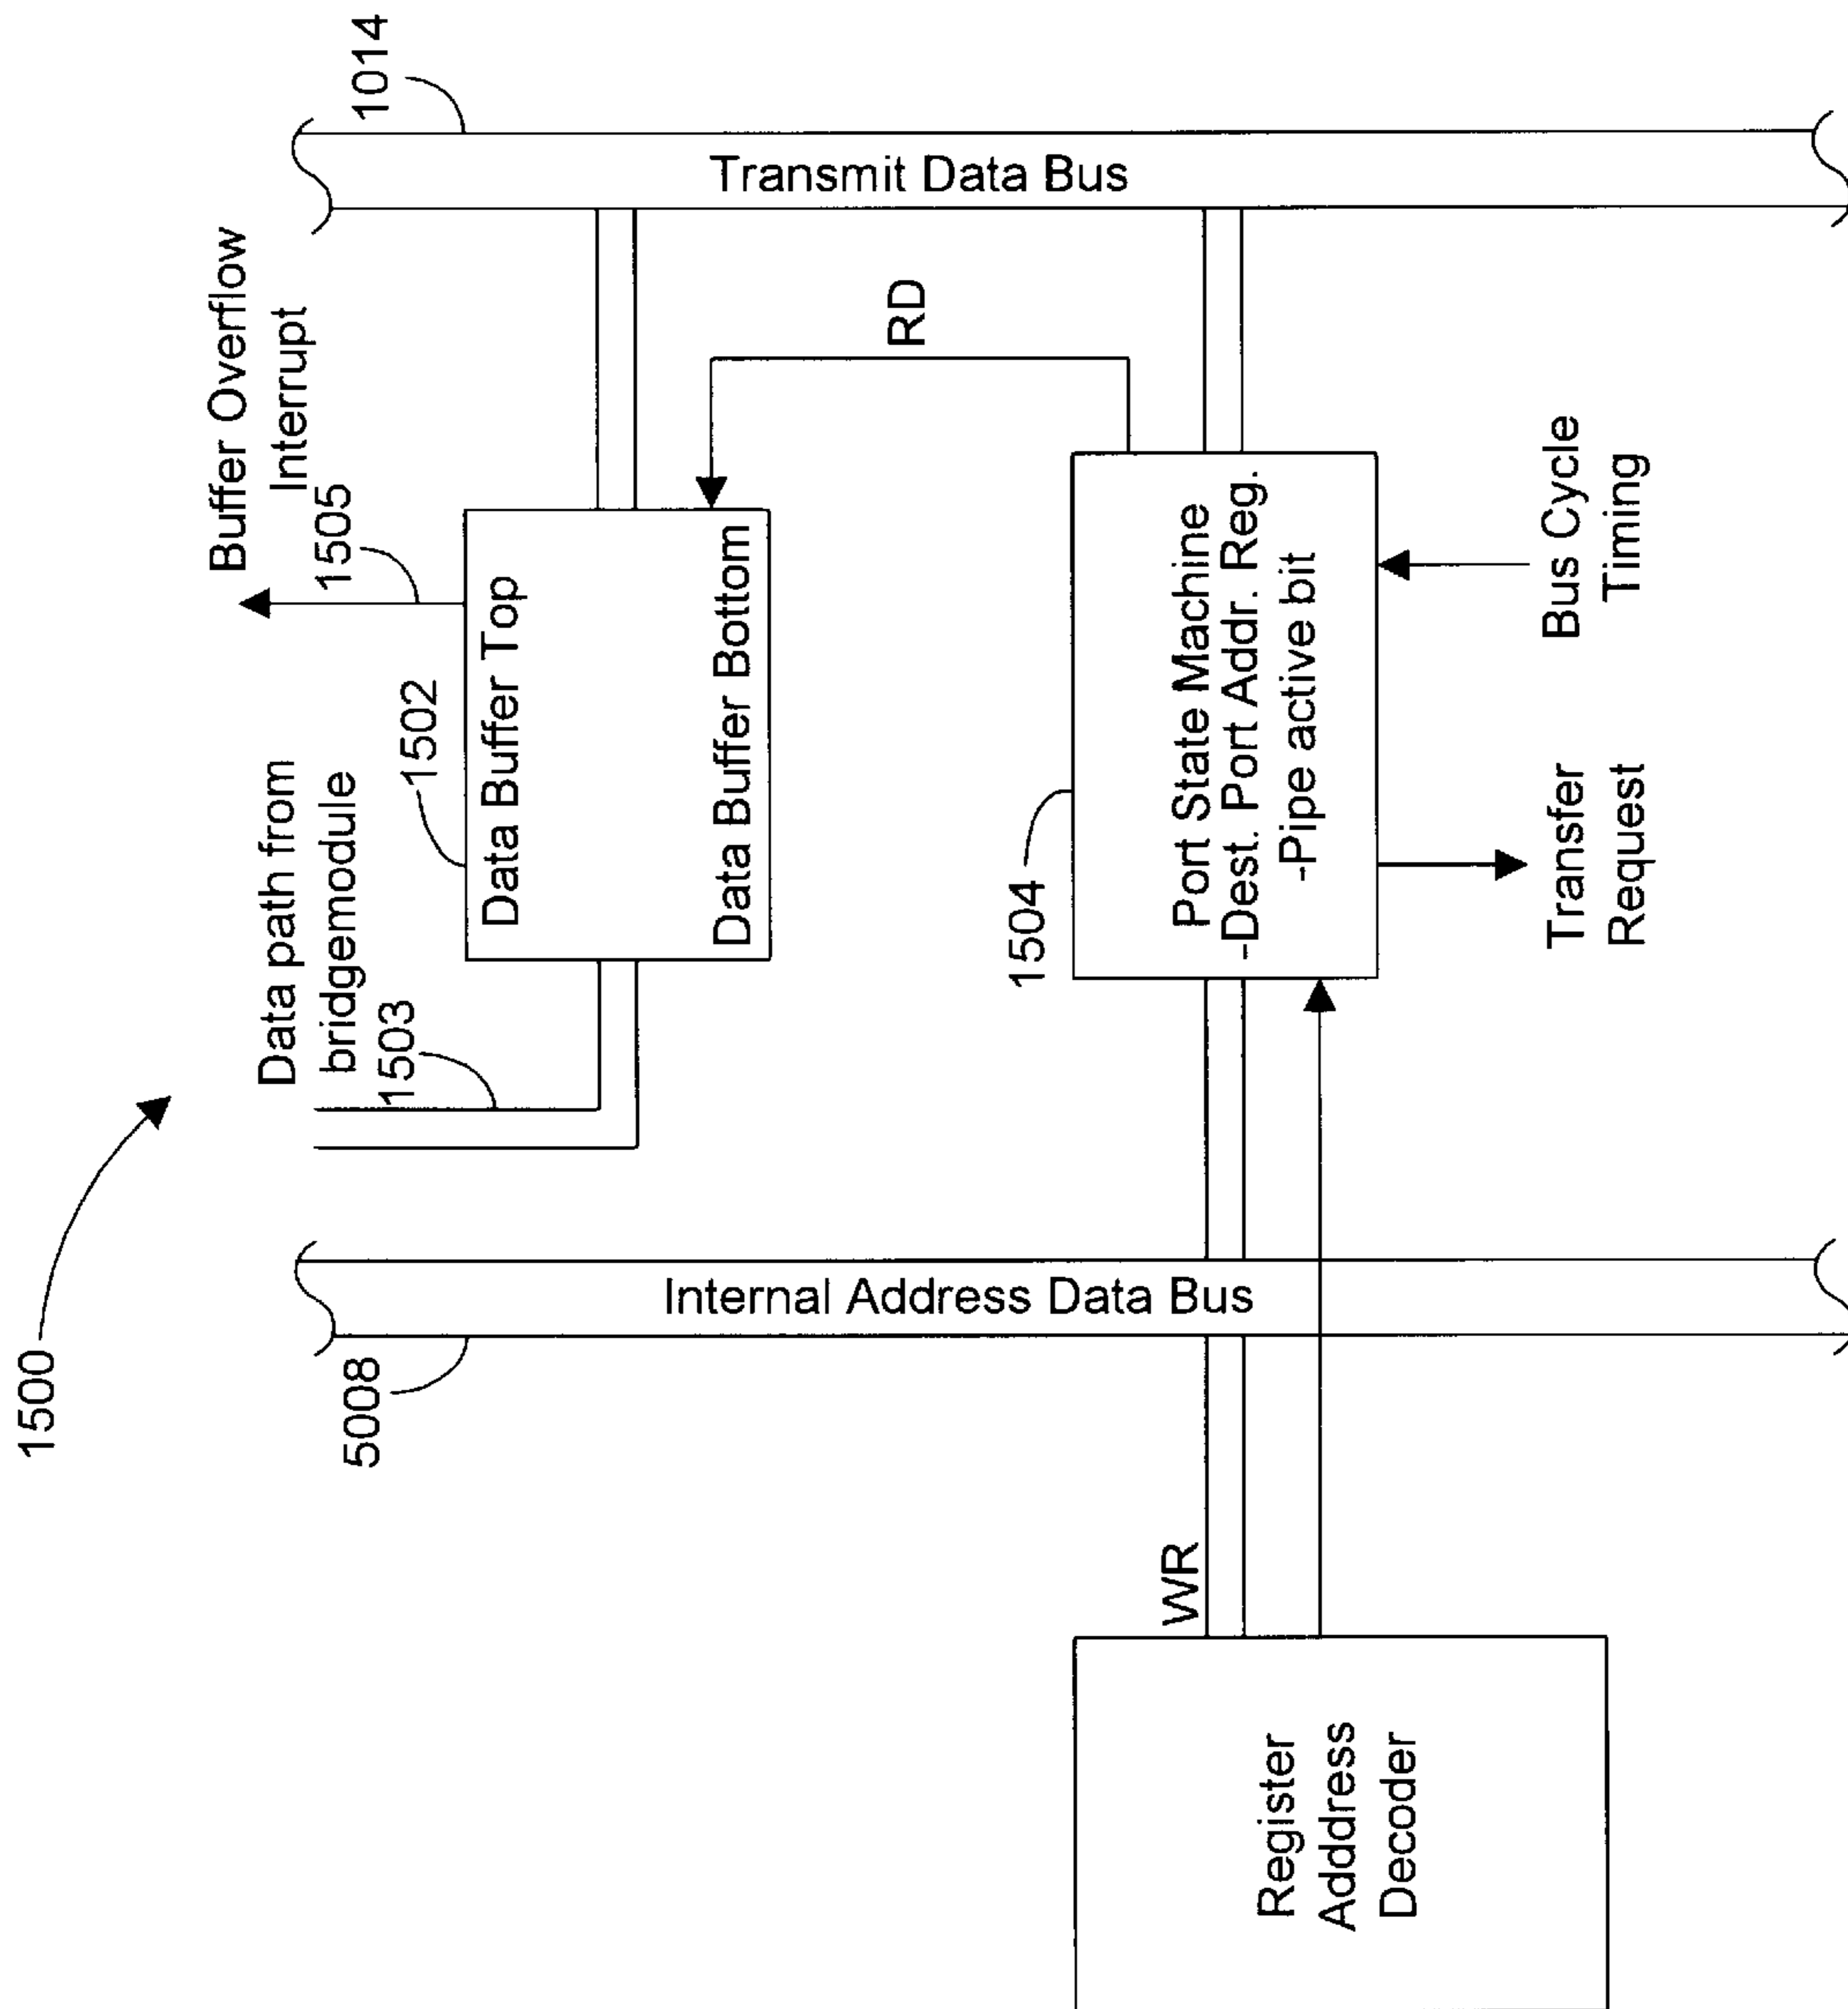 1500
5008
1014
Data path from
bridgemodule
1503
1502
Buffer Overflow
Interrupt
1505
Data Buffer Top
Data Buffer Bottom
Transmit Data Bus
Internal Address Data Bus
RD
1504
Port State Machine
-Dest. Port Addr. Reg.
-Pipe active bit
WR
Register
Adddress
Decoder
Transfer
Request
Bus Cycle
Timing